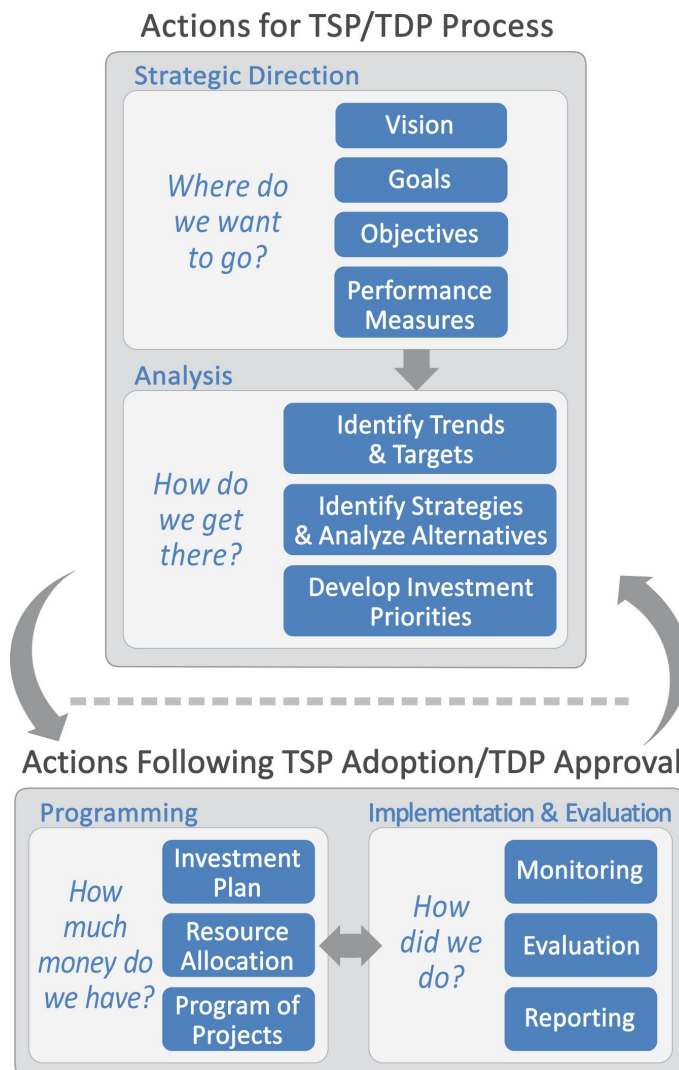 Actions for TSP/TDP Process
Strategic Direction
Where do
we want
to go?
Vision
Goals
Objectives
Performance
Measures
Analysis
How do
we get
there?
Identify Trends
& Targets
Identify Strategies
& Analyze Alternatives
Develop Investment
Priorities
Actions Following TSP Adoption/TDP Approval
Programming
How
much
money do
we have?
Investment
Plan
Resource
Allocation
Program of
Projects
Implementation & Evaluation
How
did we
do?
Monitoring
Evaluation
Reporting